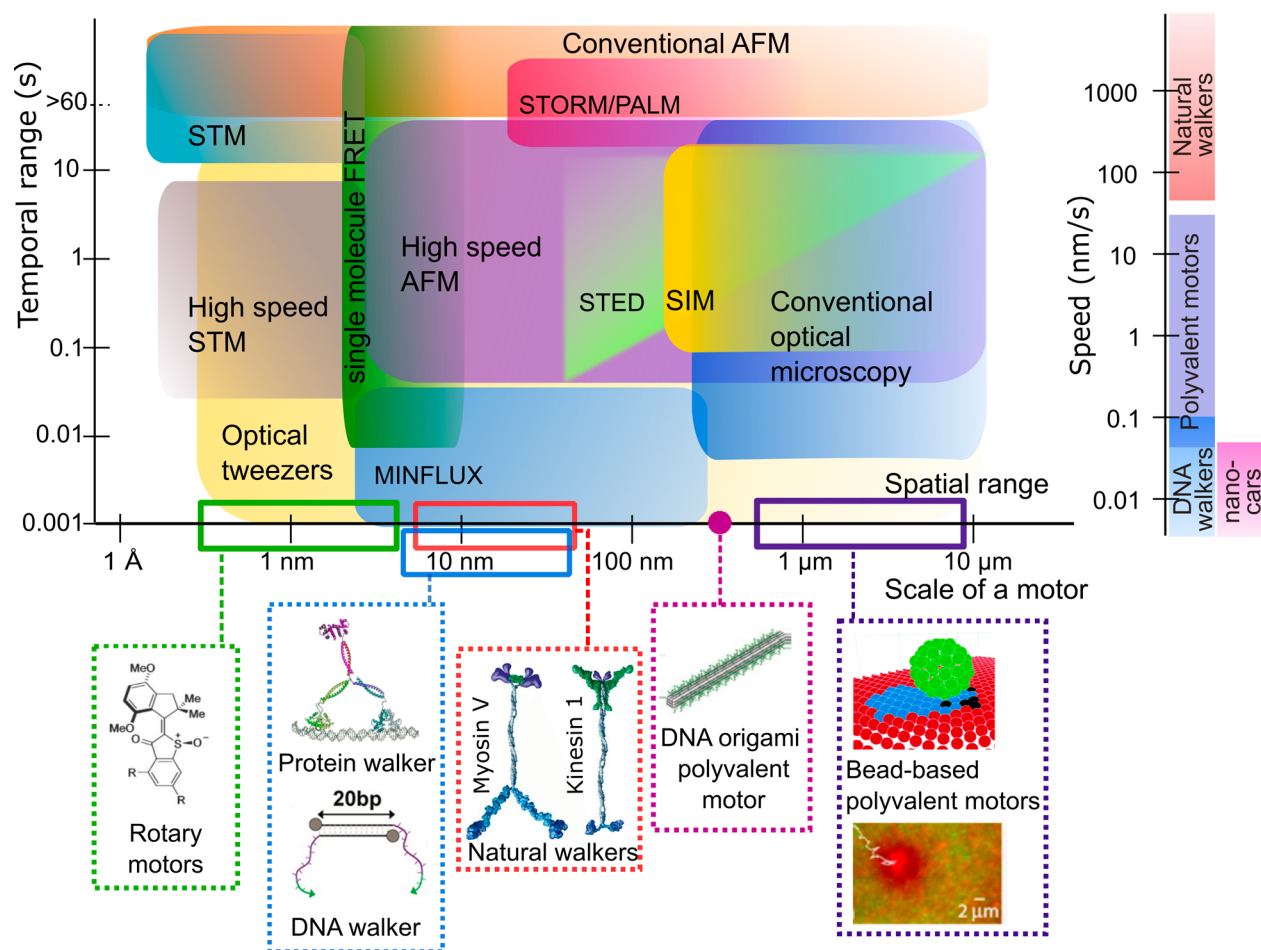 Temporal range (s)
>60
10
1
0.1
0.01
0.001
Conventional AFM
STORM/PALM
STM
single molecule FRET
High speed
AFM
High speed
STM
STED
SIM
Conventional
optical
microscopy
Optical
tweezers
MINFLUX
Spatial range
1 Å
1 nm
10 nm
100 nm
1 µm
10 µm
Scale of a motor
Speed (nm/s)
1000
100
10
1
0.1
0.01
Natural
walkers
Polyvalent motors
DNA
walkers
nano-
cars
MeO
Me
Me
MeO
O
S
+
O
−
R
R
Rotary
motors
Protein walker
20bp
DNA walker
Myosin V
Kinesin 1
Natural walkers
DNA origami
polyvalent
motor
Bead-based
polyvalent motors
2 µm